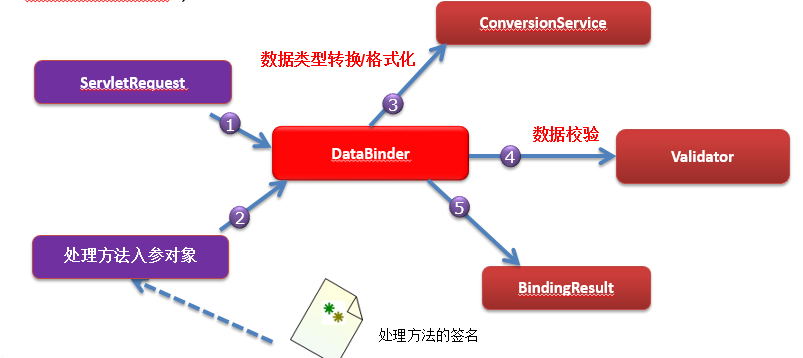 ConversionService
数据类型转换/格式化
ServletRequest
3
1
数据校验
DataBinder
4
Validator
2
5
处理方法入参对象
BindingResult
处理方法的签名